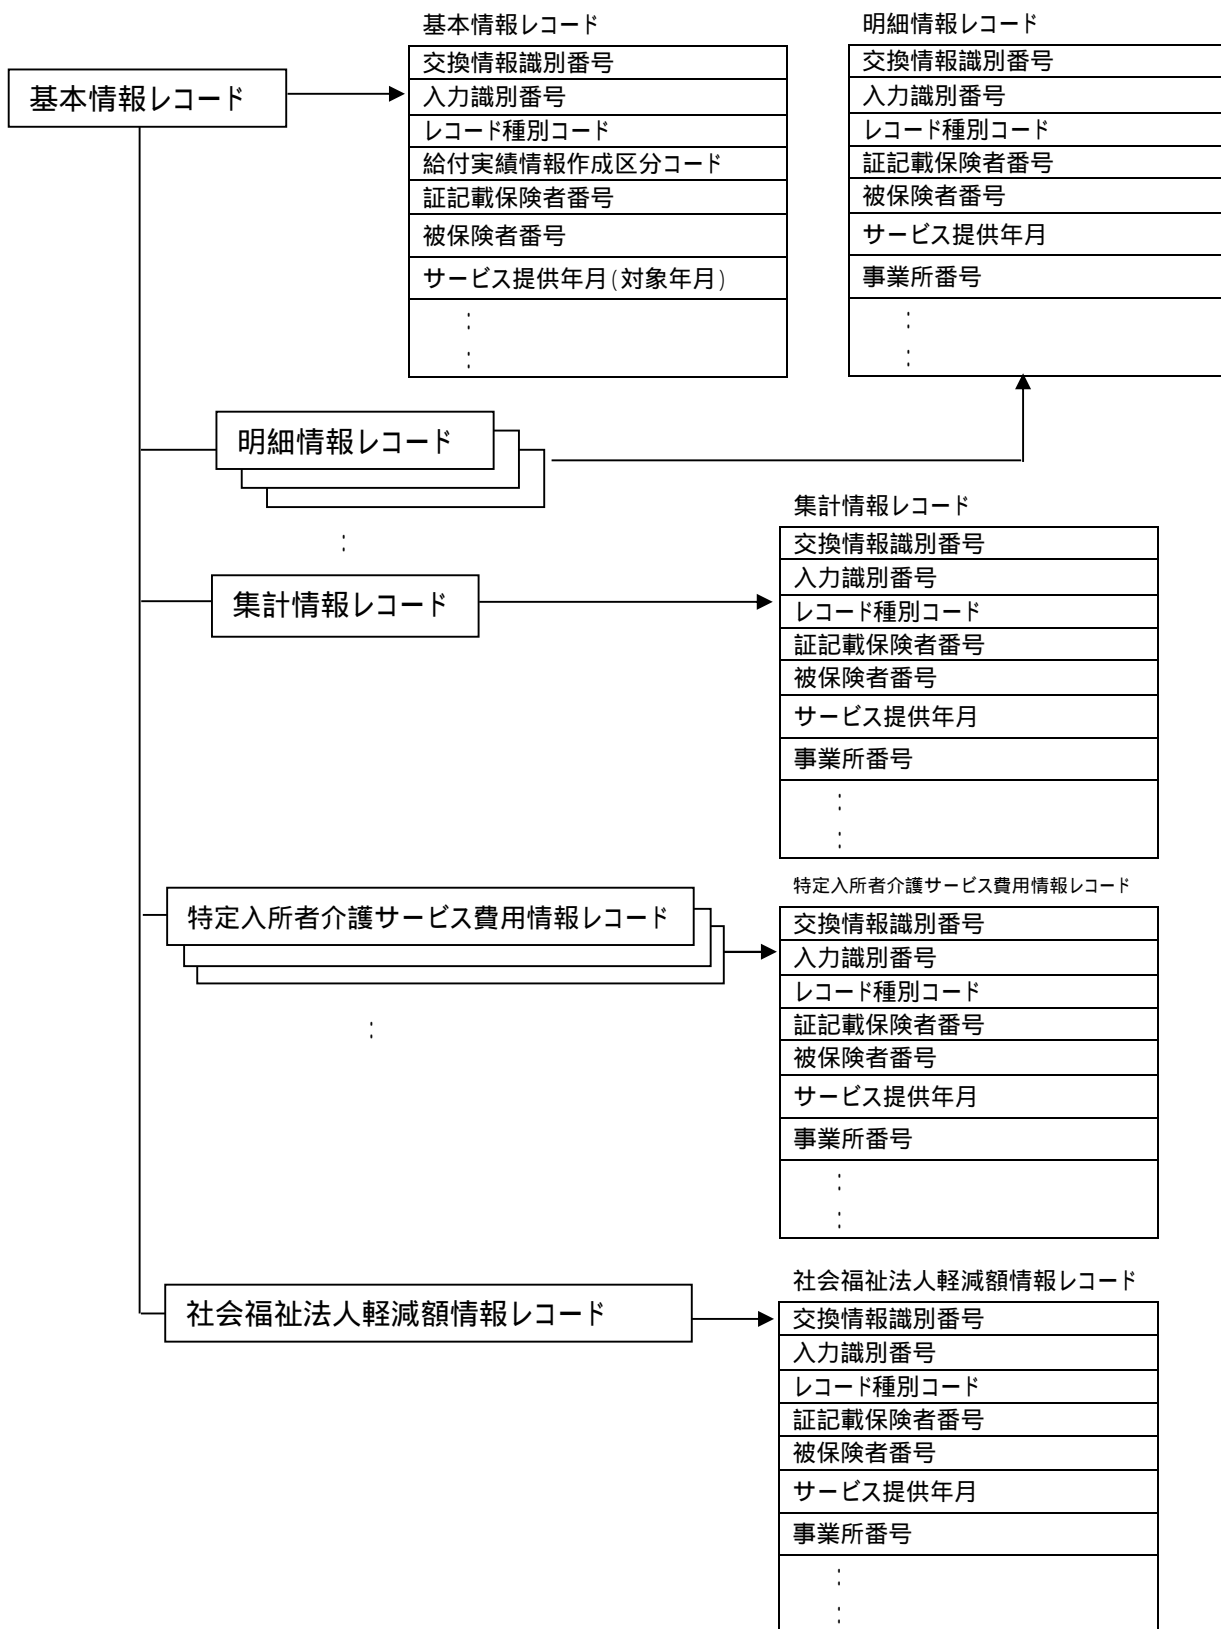 基本情報レコード
基本情報レコード
交換情報識別番号
入力識別番号
レコード種別コード
給付実績情報作成区分コード
証記載保険者番号
被保険者番号
サービス提供年月(対象年月)
:
:
明細情報レコード
交換情報識別番号
入力識別番号
レコード種別コード
証記載保険者番号
被保険者番号
サービス提供年月
事業所番号
:
:
明細情報レコード
:
集計情報レコード
集計情報レコード
交換情報識別番号
入力識別番号
レコード種別コード
証記載保険者番号
被保険者番号
サービス提供年月
事業所番号
:
:
特定入所者介護サービス費用情報レコード
:
特定入所者介護サービス費用情報レコード
交換情報識別番号
入力識別番号
レコード種別コード
証記載保険者番号
被保険者番号
サービス提供年月
事業所番号
:
:
社会福祉法人軽減額情報レコード
社会福祉法人軽減額情報レコード
交換情報識別番号
入力識別番号
レコード種別コード
証記載保険者番号
被保険者番号
サービス提供年月
事業所番号
:
: